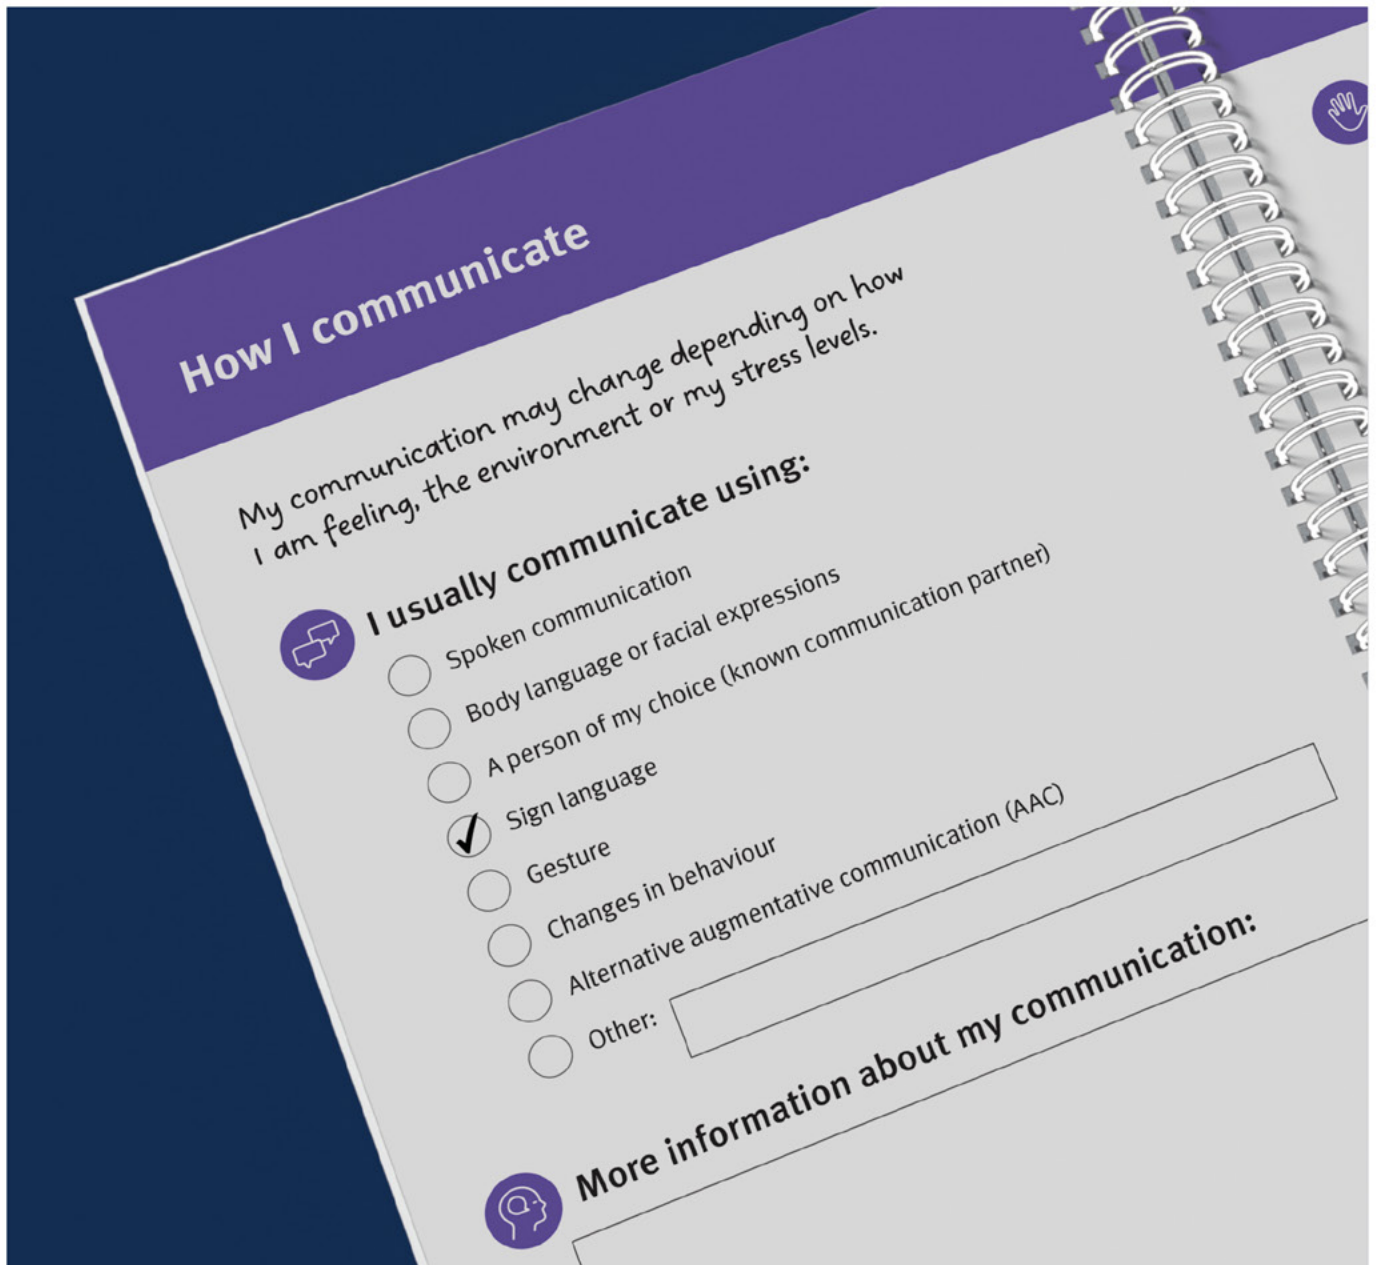 How I communicate
My communication may change depending on how
I am feeling, the environment or my stress levels.
I usually communicate using:
Spoken communication
Body language or facial expressions
A person of my choice (known communication partner)
Sign language
Gesture
Changes in behaviour
Alternative augmentative communication (AAC)
Other:
More information about my communication: